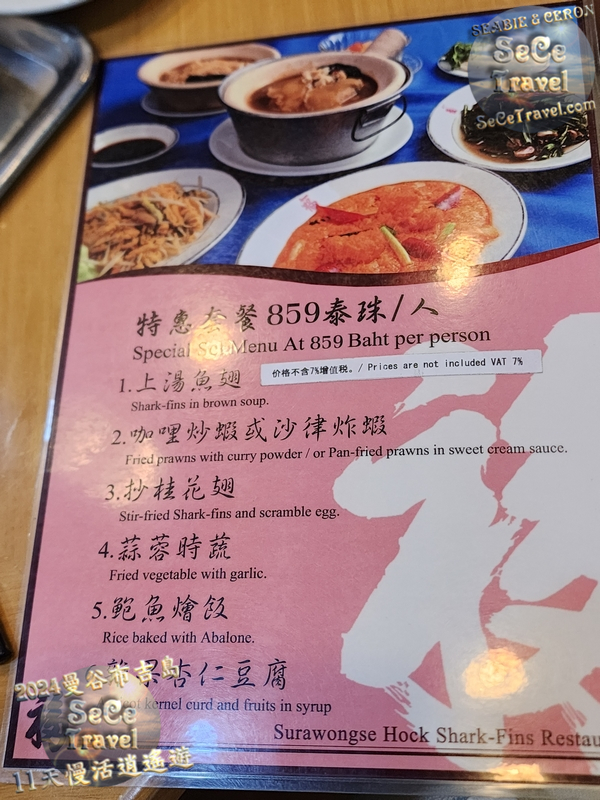 SEABIE & CERON
SeCe
Travel
SeCeTravel.com
特惠套餐 859泰珠/人
Special Set Menu At 859 Baht per person
价格不含7%增值税。/ Prices are not included VAT 7%
1.上湯魚翅
Shark-fins in brown soup.
2.咖哩炒蝦或沙律炸蝦
Fried prawns with curry powder / or Pan-fried prawns in sweet cream sauce.
3.抄桂花翅
Stir-fried Shark-fins and scramble egg.
4.蒜蓉時蔬
Fried vegetable with garlic.
5.鮑魚燴飯
Rice baked with Abalone.
杏仁豆腐
kernel curd and fruits in syrup
Surawongse Hock Shark-Fins Restau
2024曼谷布吉島
SeCe
Travel
11天慢活逍遙遊